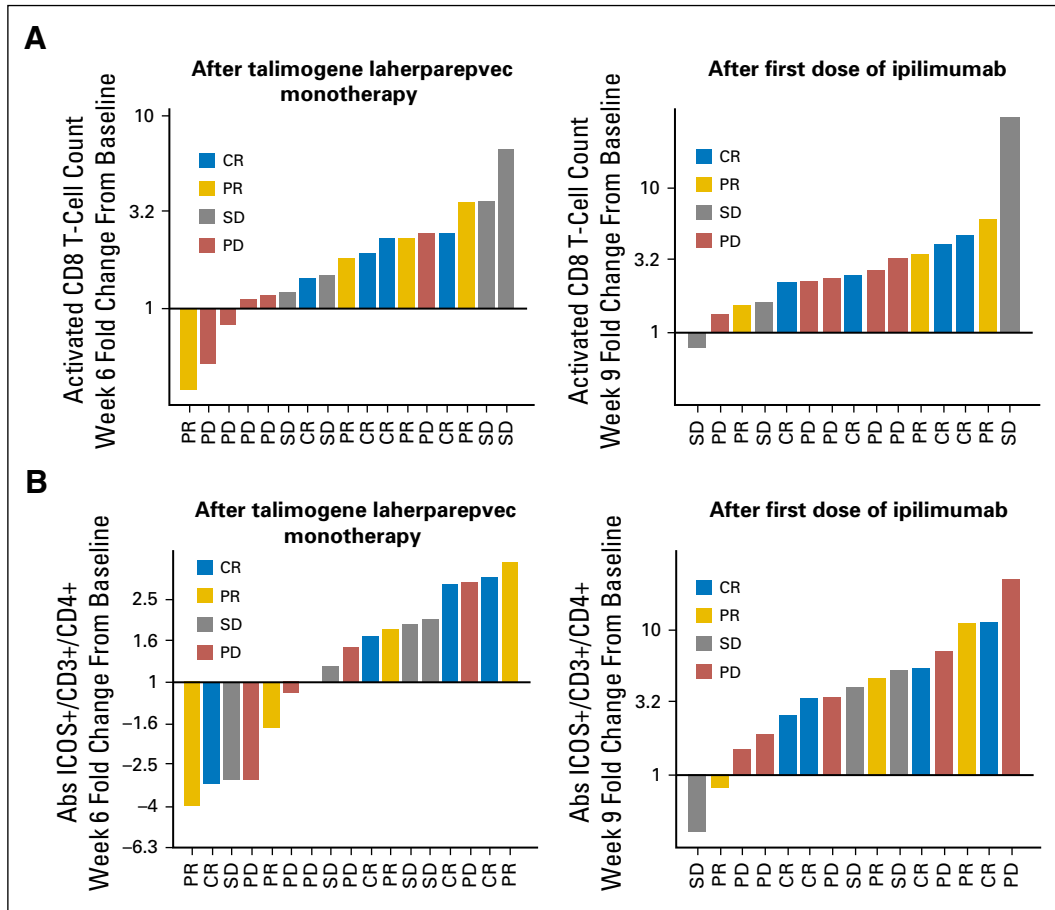 A
After talimogene laherparepvec
monotherapy
Activated CD8 T-Cell Count
Week 6 Fold Change From Baseline
10
3.2
1
CR
PR
SD
PD
PR PD PD PD PD SD CR SD PR CR CR PR PD CR PR SD SD
After first dose of ipilimumab
Activated CD8 T-Cell Count
Week 9 Fold Change From Baseline
10
3.2
1
CR
PR
SD
PD
SD PD PR SD CR PD PD CR PD PD PR CR CR PR SD
B
After talimogene laherparepvec
monotherapy
Abs ICOS+/CD3+/CD4+
Week 6 Fold Change From Baseline
2.5
1.6
1
–1.6
–2.5
–4
–6.3
CR
PR
SD
PD
PR CR SD PD PR PD PD SD PD CR PR SD SD CR PD CR PR
After first dose of ipilimumab
Abs ICOS+/CD3+/CD4+
Week 9 Fold Change From Baseline
10
3.2
1
CR
PR
SD
PD
SD PR PD PD CR CR PD SD PR SD CR PD PR CR PD